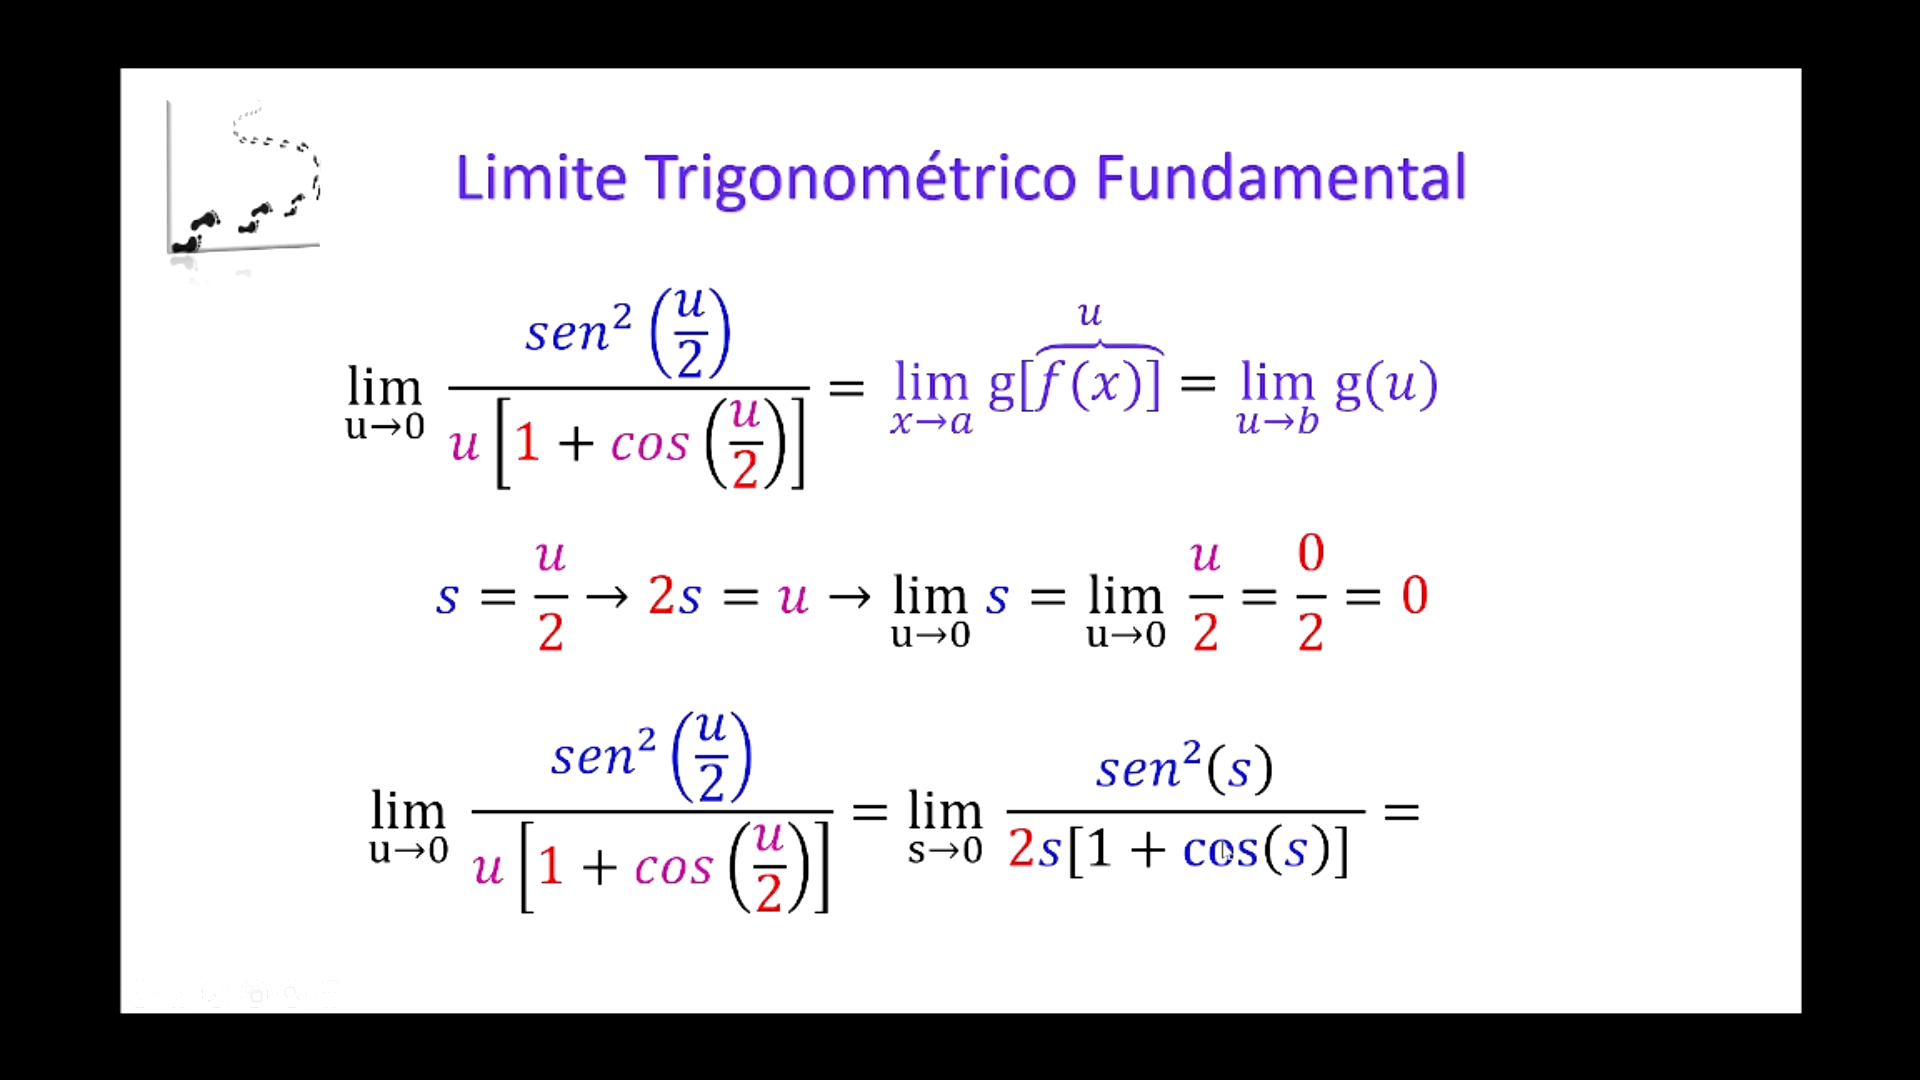 Limite Trigonométrico Fundamental
lim u→0 sen²(u/2) / u[1 + cos(u/2)] = lim x→a g[f(x)] = lim u→b g(u)
u
s = u/2 → 2s = u → lim u→0 s = lim u→0 u/2 = 0/2 = 0
lim u→0 sen²(u/2) / u[1 + cos(u/2)] = lim s→0 sen²(s) / 2s[1 + cos(s)] =